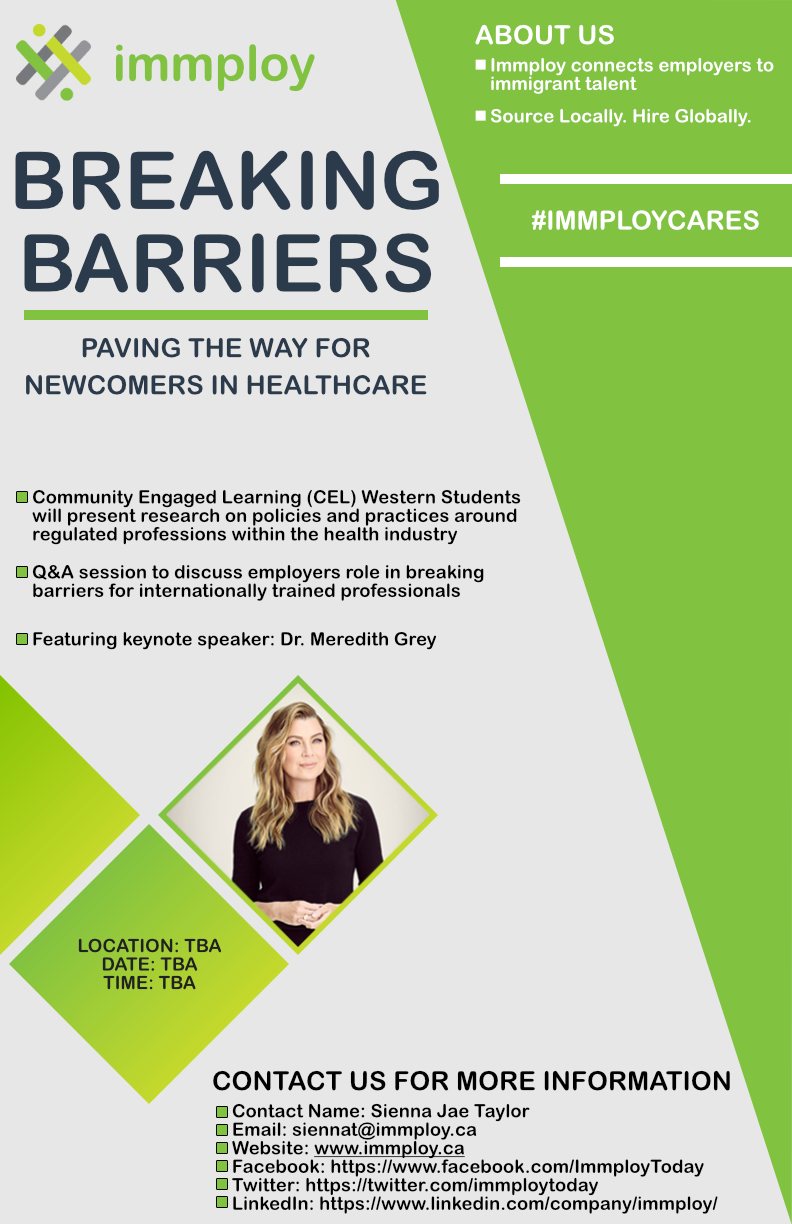 immploy
ABOUT US
Immploy connects employers to
immigrant talent
Source Locally. Hire Globally.
#IMMPLOYCARES
BREAKING
BARRIERS
PAVING THE WAY FOR
NEWCOMERS IN HEALTHCARE
Community Engaged Learning (CEL) Western Students
will present research on policies and practices around
regulated professions within the health industry
Q&A session to discuss employers role in breaking
barriers for internationally trained professionals
Featuring keynote speaker: Dr. Meredith Grey
LOCATION: TBA
DATE: TBA
TIME: TBA
CONTACT US FOR MORE INFORMATION
Contact Name: Sienna Jae Taylor
Email: siennat@immploy.ca
Website: www.immploy.ca
Facebook: https://www.facebook.com/ImmployToday
Twitter: https://twitter.com/immploytoday
LinkedIn: https://www.linkedin.com/company/immploy/